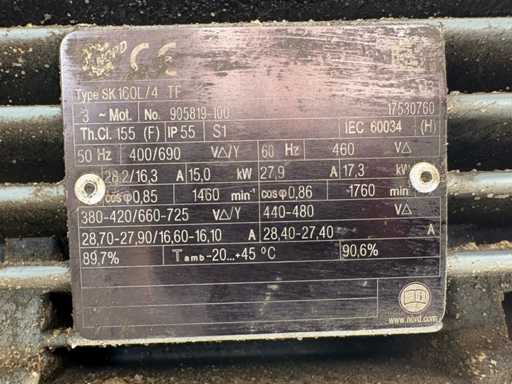 NORD CE
Type SK 160L/4 TF
3 ~ Mot. No. 905819-100 17530760
Th.Cl. 155 (F) IP 55 S1 IEC 60034 (H)
50 Hz 400/690 V△/Y 60 Hz 460 V△
28,2/16,3 A 15,0 kW 27,9 A 17,3 kW
cosφ 0.85 1460 min⁻¹ cosφ 0.86 1760 min⁻¹
380-420/660-725 V△/Y 440-480 V△
28,70-27,90/16,60-16,10 A 28,40-27,40 A
89,7% Tamb -20...+45 °C 90,6%
www.nord.com